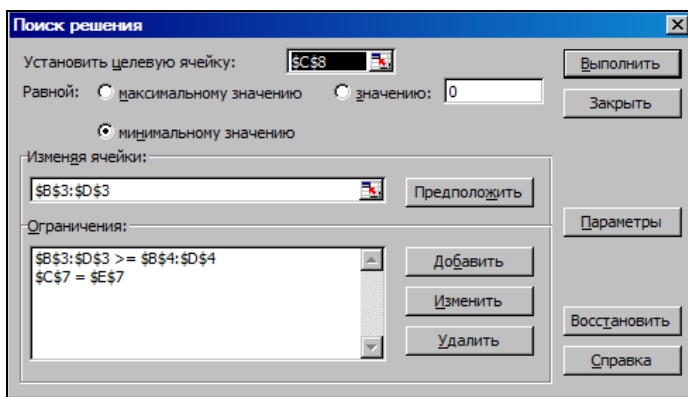 Поиск решения
Установить целевую ячейку: $C$8 Выполнить
Равной: максимальному значению значению: 0 Закрыть
минимальному значению
Изменяя ячейки:
$B$3:$D$3 Предположить
Ограничения: Параметры
$B$3:$D$3 >= $B$4:$D$4 Добавить
$C$7 = $E$7
Изменить
Восстановить
Удалить
Справка